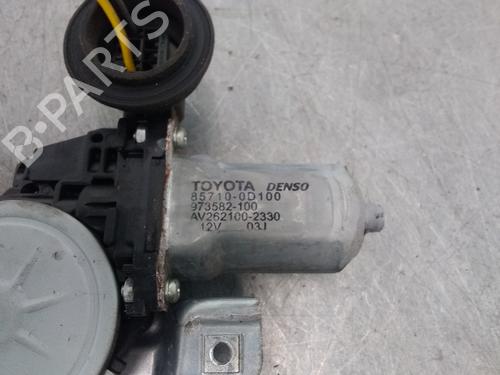 B-PARTS
TOYOTA DENSO
85710-0D100
973582-100
AV262100-2330
12V 03J